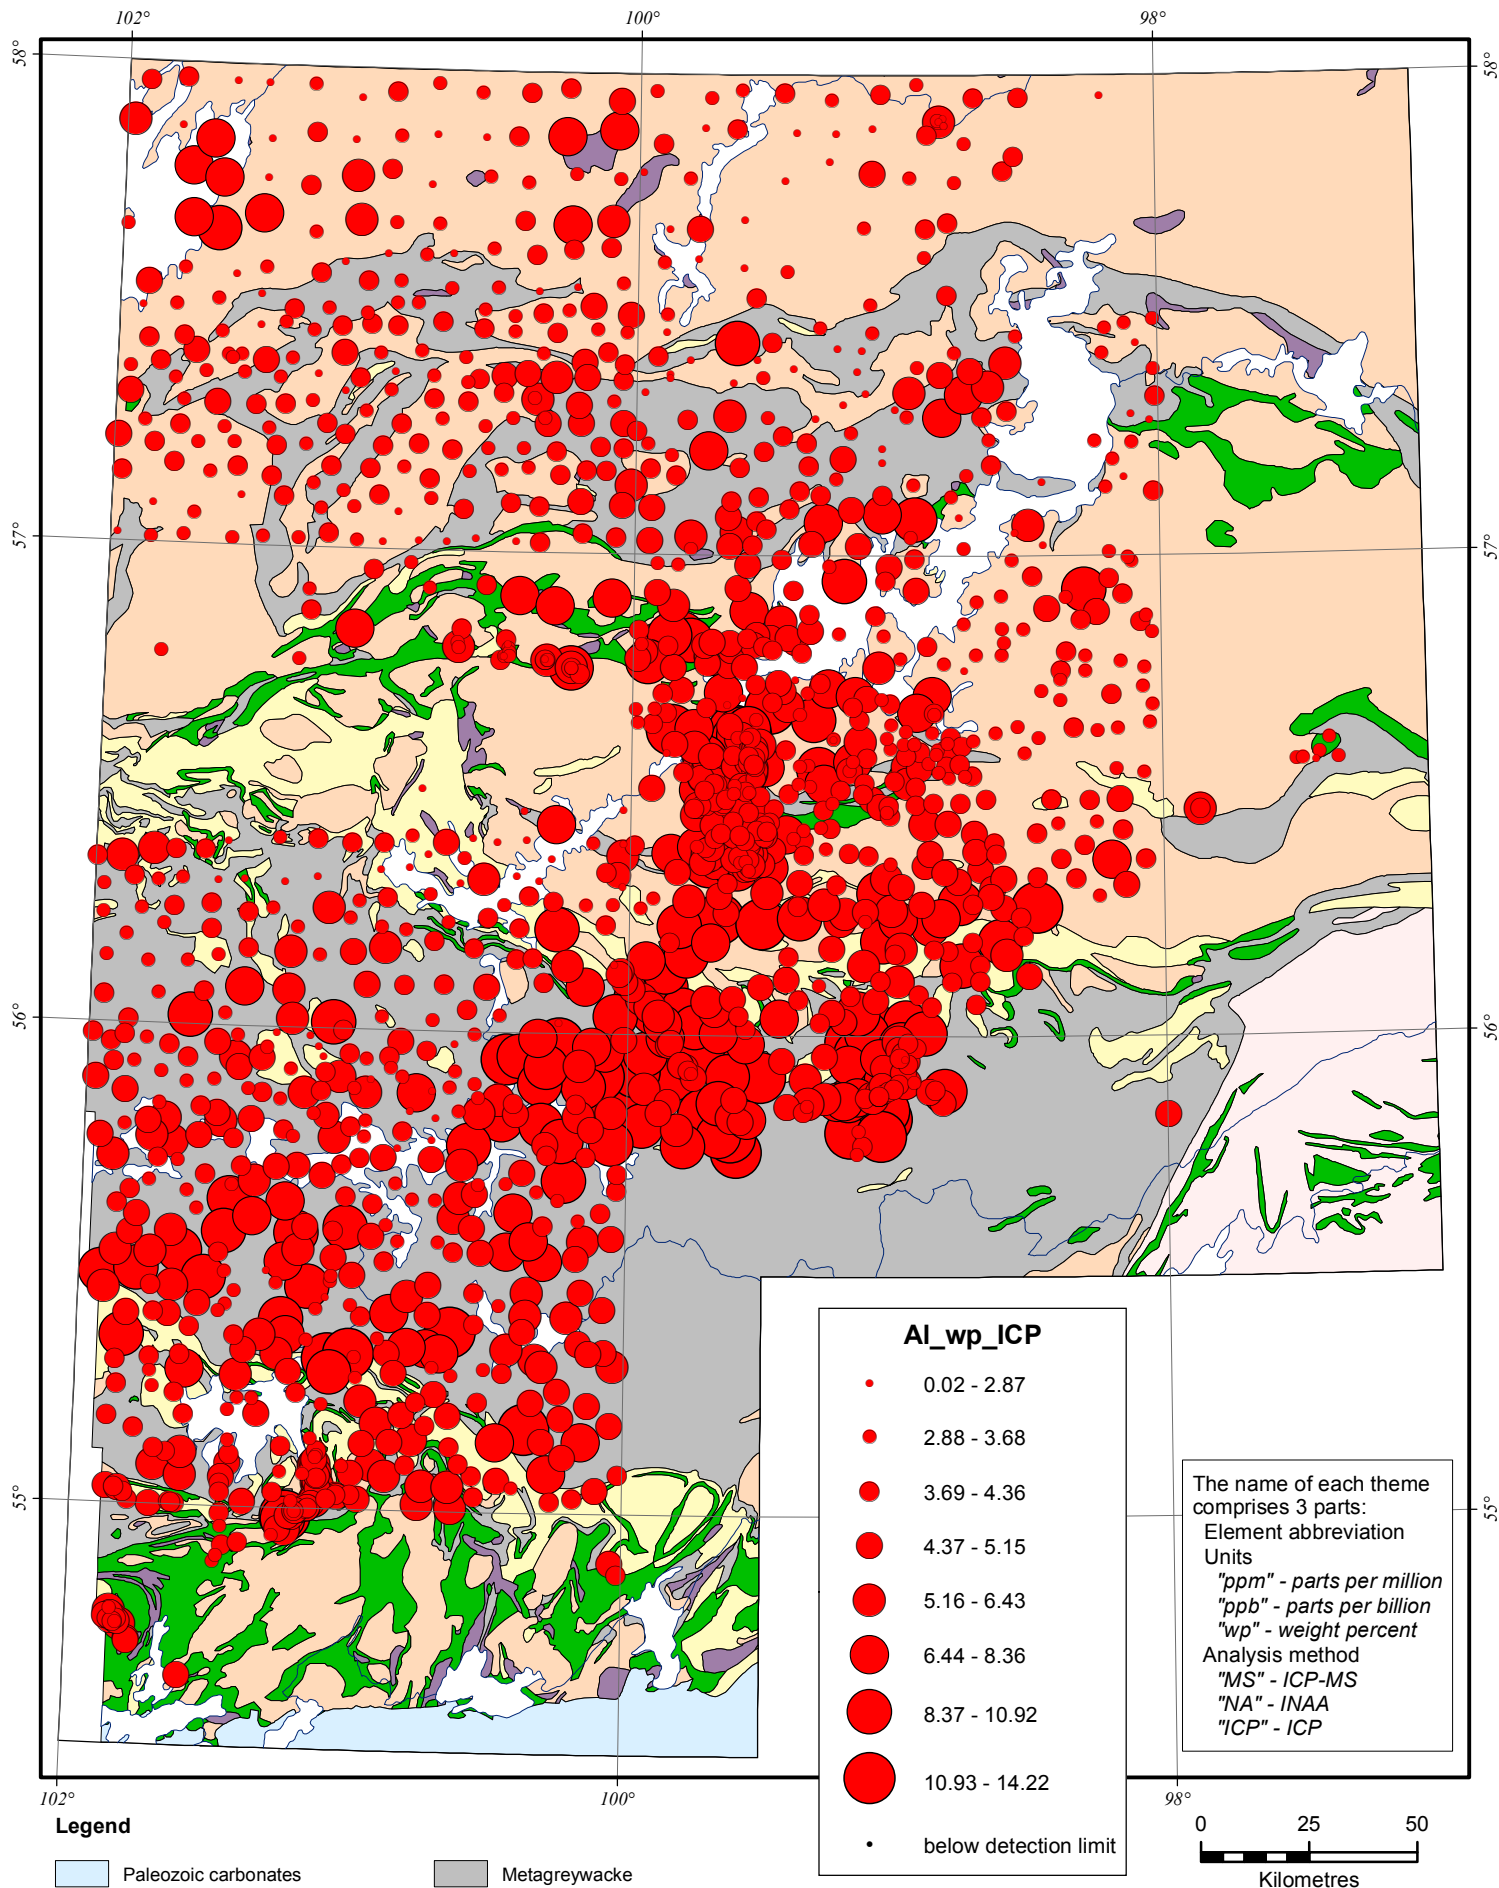 102°
100°
98°
58°
58°
57°
57°
56°
56°
55°
55°
Al_wp_ICP
0.02 - 2.87
2.88 - 3.68
3.69 - 4.36
4.37 - 5.15
5.16 - 6.43
6.44 - 8.36
8.37 - 10.92
10.93 - 14.22
below detection limit
The name of each theme
comprises 3 parts:
Element abbreviation
Units
"ppm" - parts per million
"ppb" - parts per billion
"wp" - weight percent
Analysis method
"MS" - ICP-MS
"NA" - INAA
"ICP" - ICP
102°
100°
98°
Legend
Paleozoic carbonates
Metagreywacke
0 25 50
Kilometres